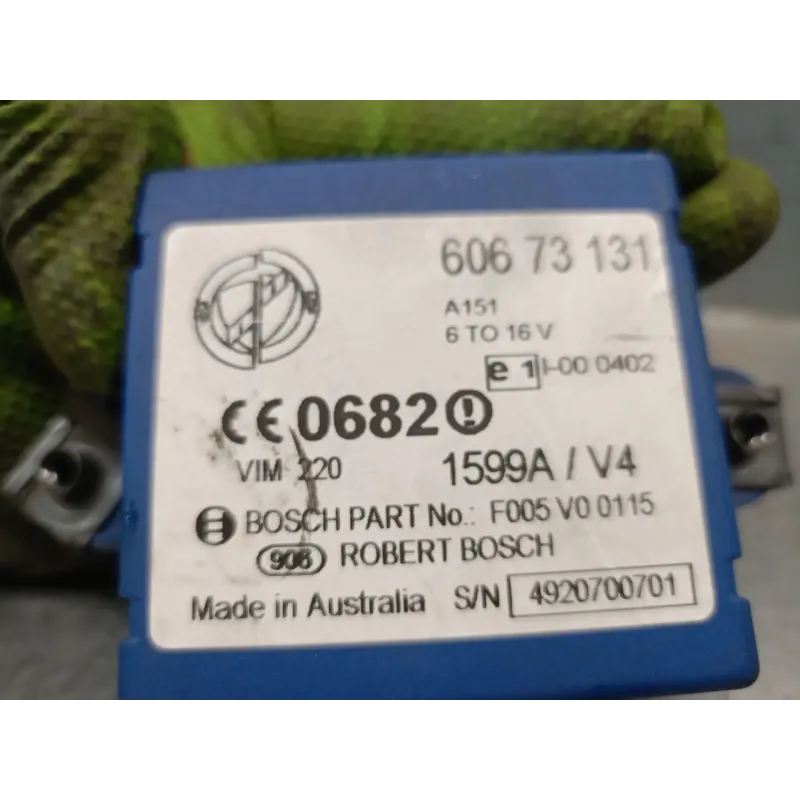 606 73 131
A151
6 TO 16 V
e 1 I-00 0402
CE 0682
VIM 220 1599A / V4
BOSCH PART No.: F005 V0 0115
906 ROBERT BOSCH
Made in Australia S/N 4920700701